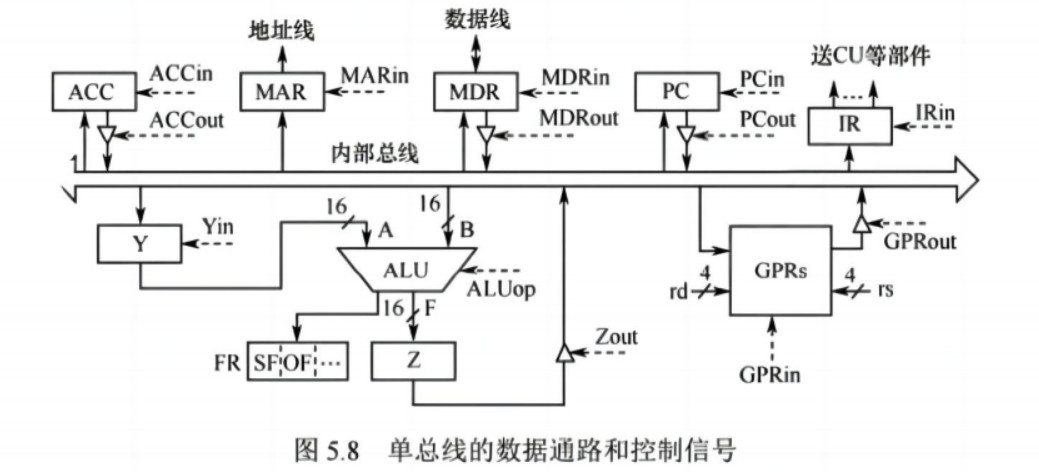 数据线
地址线
送CU等部件
ACCin
MARin
MDRin
PCin
ACC
MAR
MDR
PC
...
IRin
ACCout
MDRout
PCout
IR
内部总线
16
16
Yin
Y
A
B
GPRout
ALU
GPRs
4
4
ALUop
rd
rs
16
F
Zout
FR
SF
OF
...
Z
GPRin
图 5.8 单总线的数据通路和控制信号